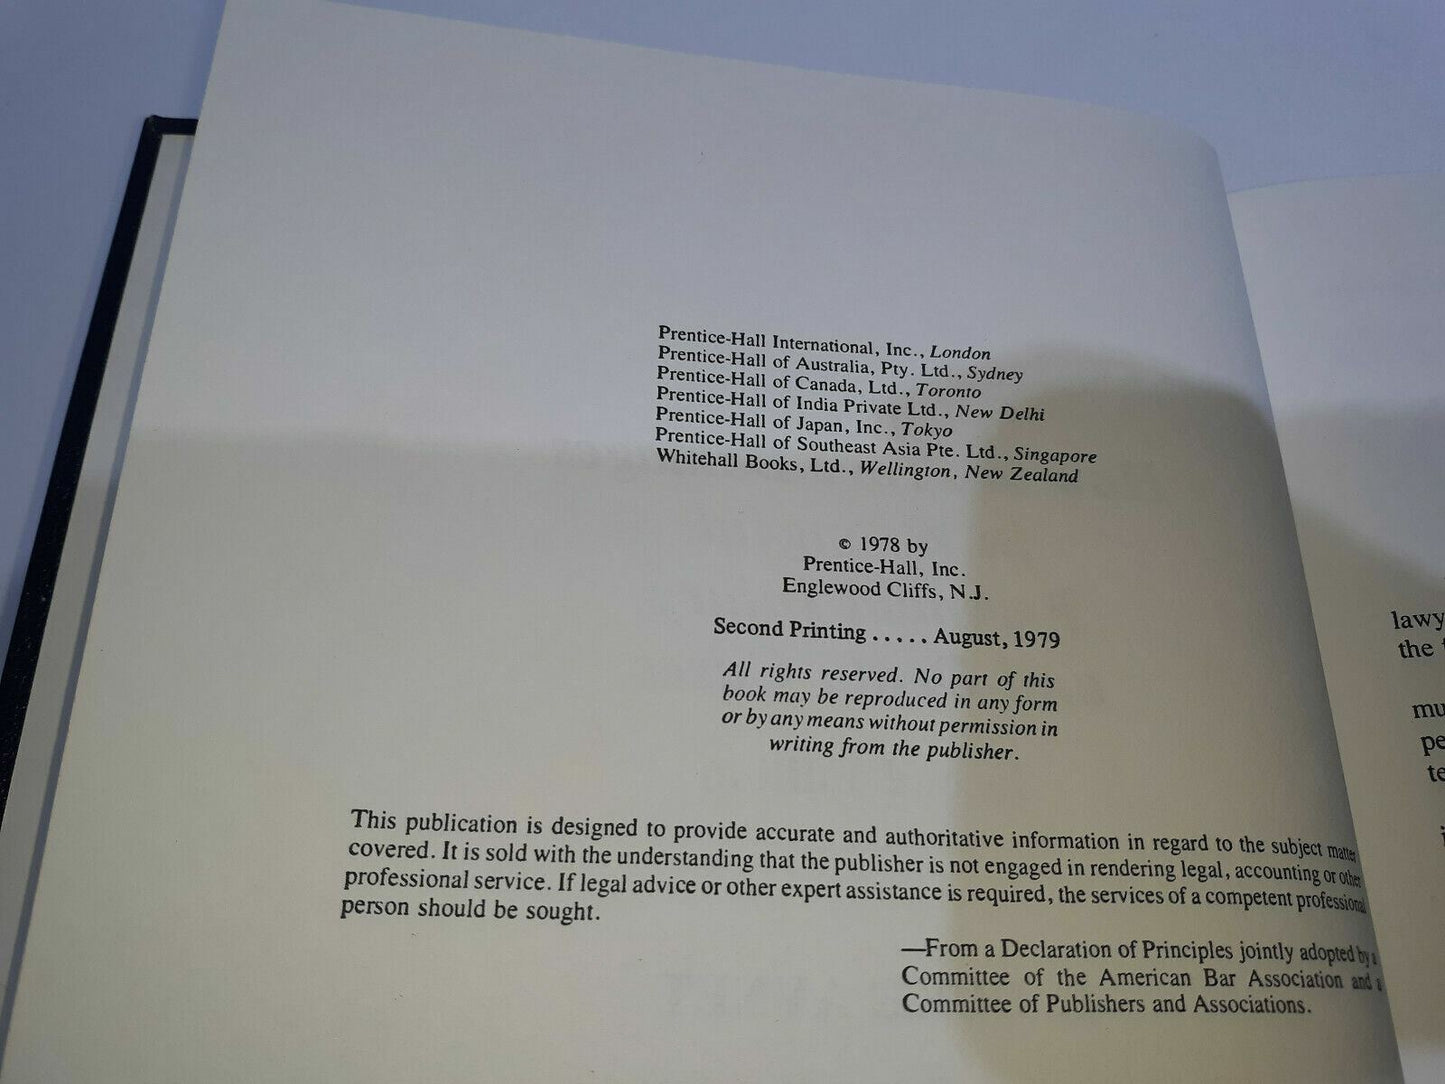 Prentice-Hall International, Inc., London
Prentice-Hall of Australia, Pty. Ltd., Sydney
Prentice-Hall of Canada, Ltd., Toronto
Prentice-Hall of India Private Ltd., New Delhi
Prentice-Hall of Japan, Inc., Tokyo
Prentice-Hall of Southeast Asia Pte. Ltd., Singapore
Whitehall Books, Ltd., Wellington, New Zealand
© 1978 by
Prentice-Hall, Inc.
Englewood Cliffs, N.J.
Second Printing ..... August, 1979
All rights reserved. No part of this
book may be reproduced in any form
or by any means without permission in
writing from the publisher.
This publication is designed to provide accurate and authoritative information in regard to the subject matter
covered. It is sold with the understanding that the publisher is not engaged in rendering legal, accounting or other
professional service. If legal advice or other expert assistance is required, the services of a competent professional
person should be sought.
—From a Declaration of Principles jointly adopted by a
Committee of the American Bar Association and a
Committee of Publishers and Associations.
lawy
the
mu
pe
te